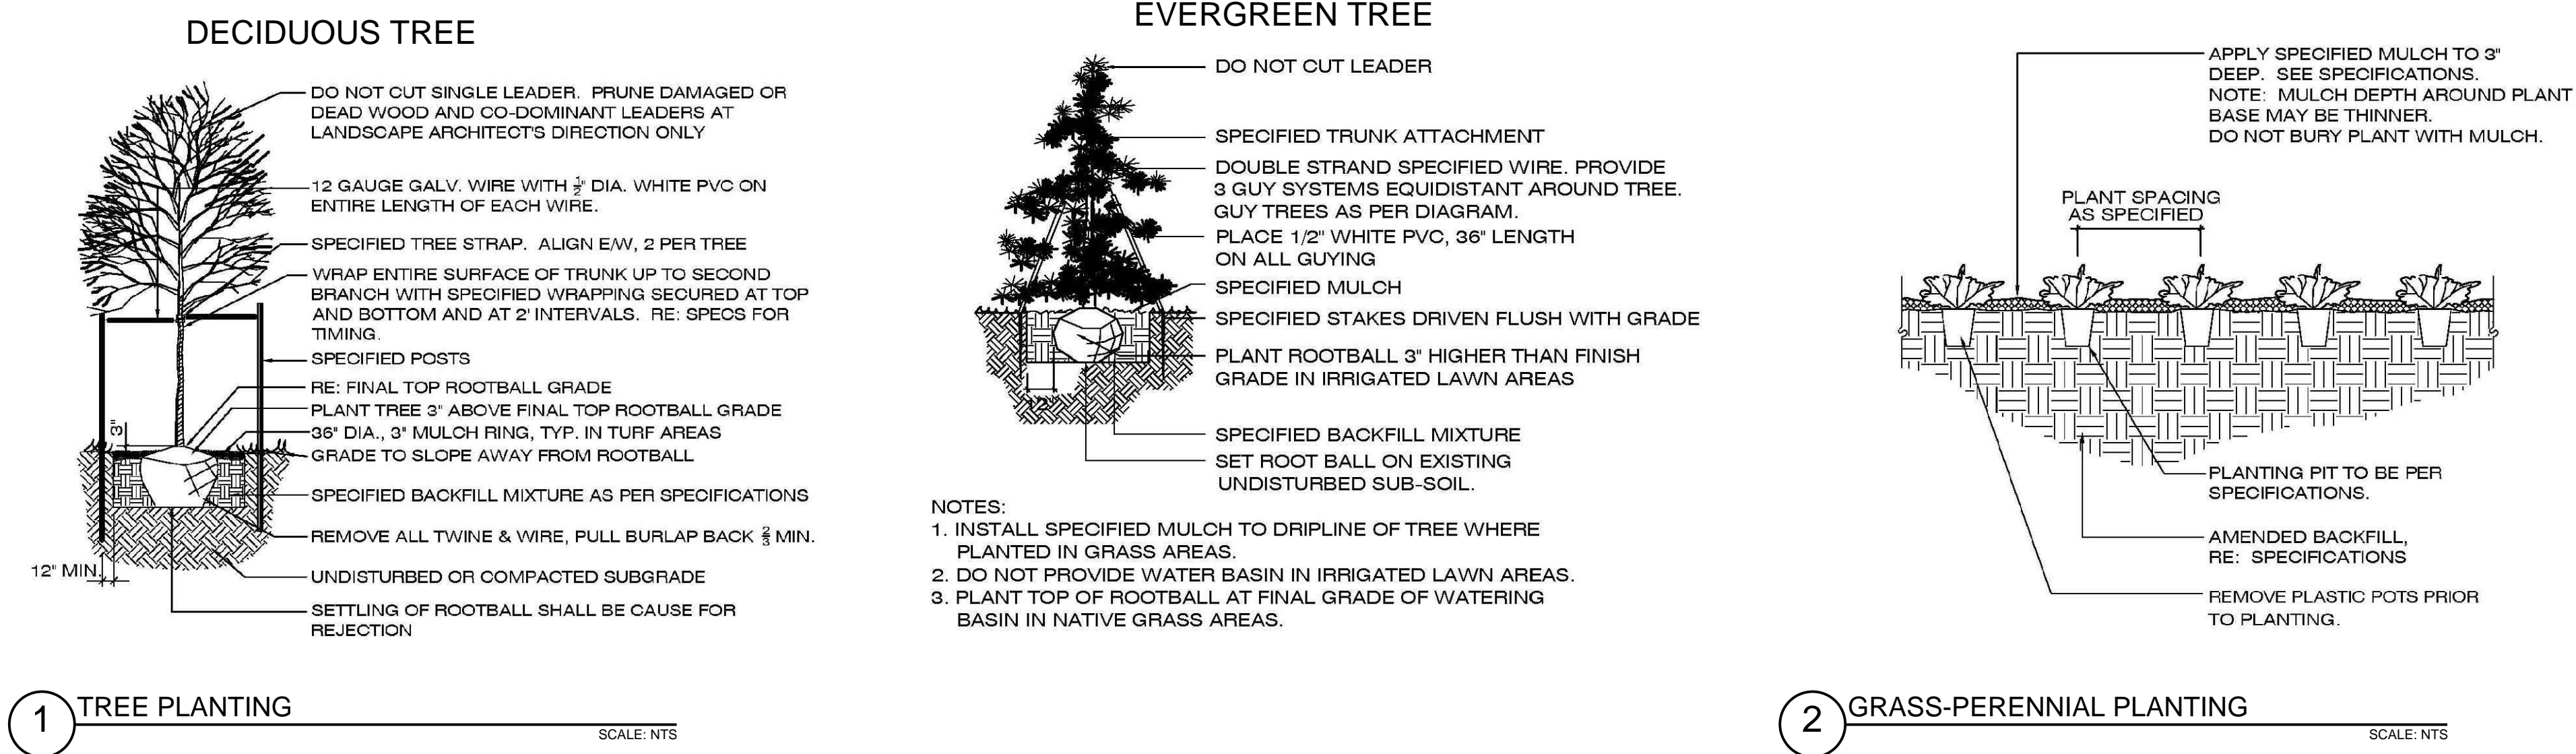 DECIDUOUS TREE
DO NOT CUT SINGLE LEADER. PRUNE DAMAGED OR
DEAD WOOD AND CO-DOMINANT LEADERS AT
LANDSCAPE ARCHITECT'S DIRECTION ONLY
12 GAUGE GALV. WIRE WITH ½" DIA. WHITE PVC ON
ENTIRE LENGTH OF EACH WIRE.
SPECIFIED TREE STRAP. ALIGN E/W, 2 PER TREE
WRAP ENTIRE SURFACE OF TRUNK UP TO SECOND
BRANCH WITH SPECIFIED WRAPPING SECURED AT TOP
AND BOTTOM AND AT 2' INTERVALS. RE: SPECS FOR
TIMING.
SPECIFIED POSTS
RE: FINAL TOP ROOTBALL GRADE
PLANT TREE 3" ABOVE FINAL TOP ROOTBALL GRADE
3"
36" DIA., 3" MULCH RING, TYP. IN TURF AREAS
GRADE TO SLOPE AWAY FROM ROOTBALL
SPECIFIED BACKFILL MIXTURE AS PER SPECIFICATIONS
REMOVE ALL TWINE & WIRE, PULL BURLAP BACK ⅔ MIN.
12" MIN.
UNDISTURBED OR COMPACTED SUBGRADE
SETTLING OF ROOTBALL SHALL BE CAUSE FOR
REJECTION
1
TREE PLANTING
SCALE: NTS
EVERGREEN TREE
DO NOT CUT LEADER
SPECIFIED TRUNK ATTACHMENT
DOUBLE STRAND SPECIFIED WIRE. PROVIDE
3 GUY SYSTEMS EQUIDISTANT AROUND TREE.
GUY TREES AS PER DIAGRAM.
PLACE 1/2" WHITE PVC, 36" LENGTH
ON ALL GUYING
SPECIFIED MULCH
SPECIFIED STAKES DRIVEN FLUSH WITH GRADE
PLANT ROOTBALL 3" HIGHER THAN FINISH
GRADE IN IRRIGATED LAWN AREAS
12"
SPECIFIED BACKFILL MIXTURE
SET ROOT BALL ON EXISTING
UNDISTURBED SUB-SOIL.
NOTES:
1. INSTALL SPECIFIED MULCH TO DRIPLINE OF TREE WHERE
PLANTED IN GRASS AREAS.
2. DO NOT PROVIDE WATER BASIN IN IRRIGATED LAWN AREAS.
3. PLANT TOP OF ROOTBALL AT FINAL GRADE OF WATERING
BASIN IN NATIVE GRASS AREAS.
APPLY SPECIFIED MULCH TO 3"
DEEP. SEE SPECIFICATIONS.
NOTE: MULCH DEPTH AROUND PLANT
BASE MAY BE THINNER.
DO NOT BURY PLANT WITH MULCH.
PLANT SPACING
AS SPECIFIED
PLANTING PIT TO BE PER
SPECIFICATIONS.
AMENDED BACKFILL,
RE: SPECIFICATIONS
REMOVE PLASTIC POTS PRIOR
TO PLANTING.
2
GRASS-PERENNIAL PLANTING
SCALE: NTS